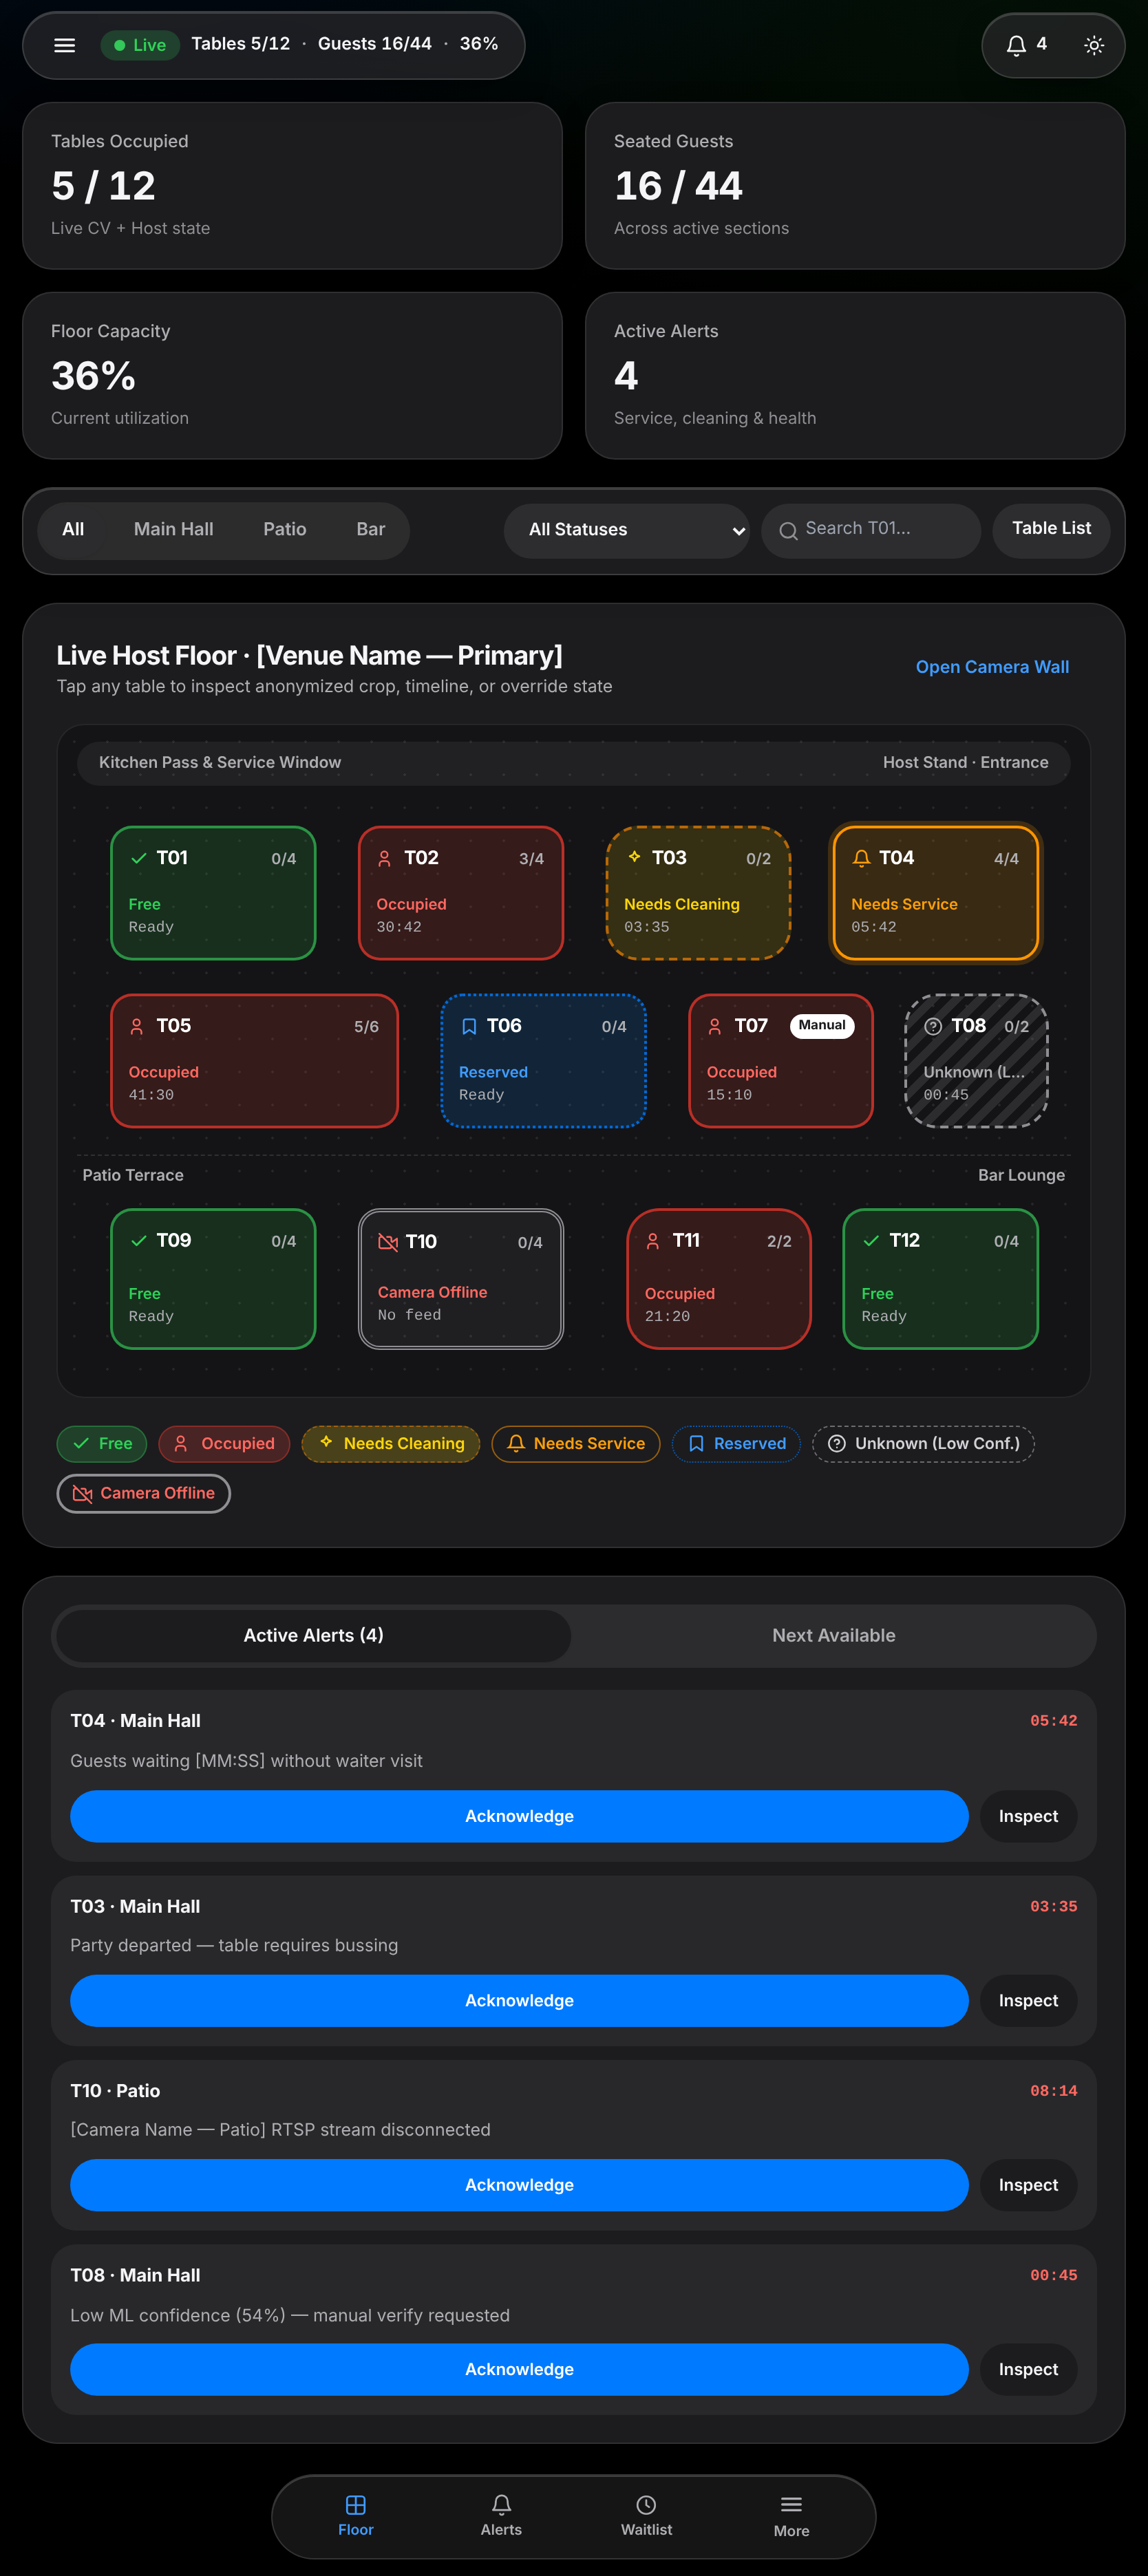 Live Tables 5/12 · Guests 16/44 · 36% 4
Tables Occupied
5 / 12
Live CV + Host state
Seated Guests
16 / 44
Across active sections
Floor Capacity
36%
Current utilization
Active Alerts
4
Service, cleaning & health
All Main Hall Patio Bar All Statuses Search T01... Table List
Live Host Floor · [Venue Name — Primary]
Tap any table to inspect anonymized crop, timeline, or override state
Open Camera Wall
Kitchen Pass & Service Window Host Stand · Entrance
T01 0/4
Free
Ready
T02 3/4
Occupied
30:42
T03 0/2
Needs Cleaning
03:35
T04 4/4
Needs Service
05:42
T05 5/6
Occupied
41:30
T06 0/4
Reserved
Ready
T07 Manual
Occupied
15:10
T08 0/2
Unknown (L...
00:45
Patio Terrace Bar Lounge
T09 0/4
Free
Ready
T10 0/4
Camera Offline
No feed
T11 2/2
Occupied
21:20
T12 0/4
Free
Ready
Free Occupied Needs Cleaning Needs Service Reserved Unknown (Low Conf.)
Camera Offline
Active Alerts (4) Next Available
T04 · Main Hall 05:42
Guests waiting [MM:SS] without waiter visit
Acknowledge Inspect
T03 · Main Hall 03:35
Party departed — table requires bussing
Acknowledge Inspect
T10 · Patio 08:14
[Camera Name — Patio] RTSP stream disconnected
Acknowledge Inspect
T08 · Main Hall 00:45
Low ML confidence (54%) — manual verify requested
Acknowledge Inspect
Floor Alerts Waitlist More